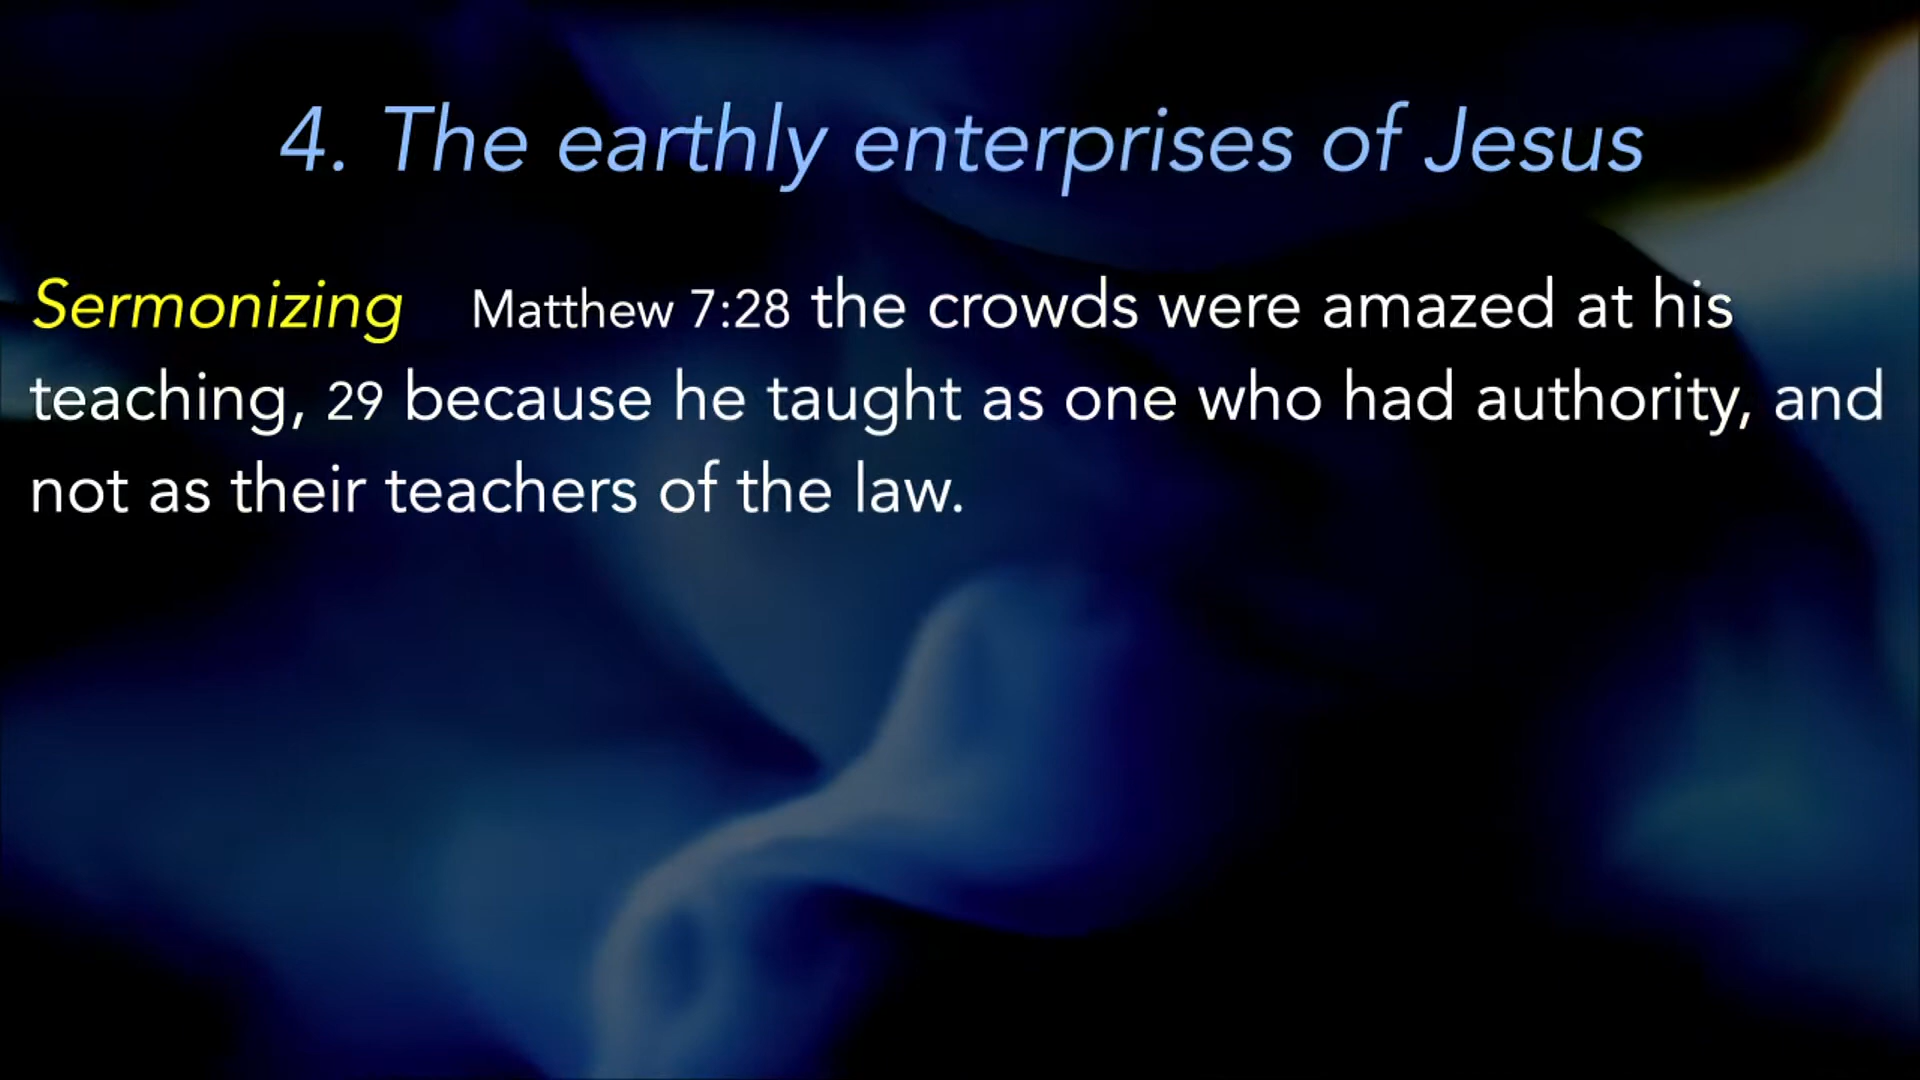 4. The earthly enterprises of Jesus
Sermonizing Matthew 7:28 the crowds were amazed at his
teaching, 29 because he taught as one who had authority, and
not as their teachers of the law.